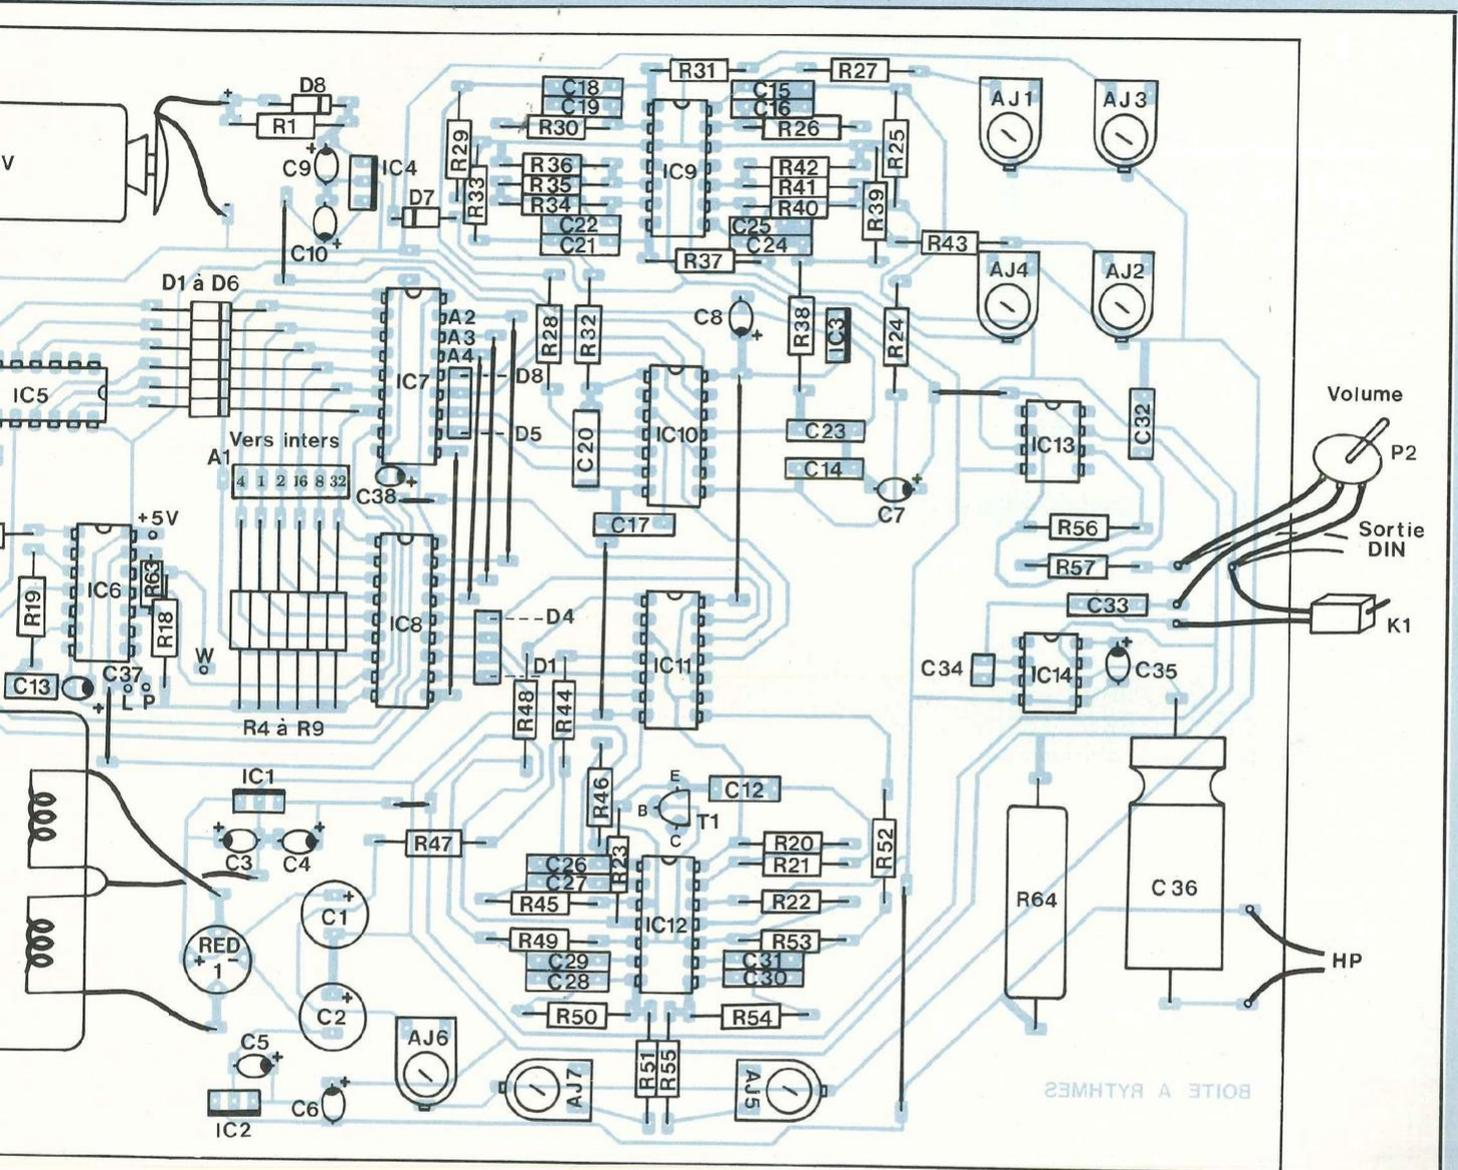 V
+
D8
R1
C9
+
IC4
C10
+
D7
R29
R33
C18
C19
R30
R36
R35
R34
C22
C21
R31
IC9
R37
R27
C15
C16
R26
R42
R41
R40
C25
C24
R25
R39
R43
AJ1
AJ3
AJ4
AJ2
D1 à D6
IC5
IC7
A2
A3
A4
D8
D5
R28
R32
C8
+
R38
IC3
R24
IC10
C20
C23
C14
C7
+
C17
IC13
C32
Volume
P2
Sortie
DIN
K1
Vers inters
A1
4 1 2 16 8 32
C38
+
+5V
IC6
R63
R18
R19
C13
C37
+
L
P
W
R4 à R9
IC8
D4
D1
R48
R44
IC11
R56
R57
C33
C34
IC14
+
C35
IC1
+
C3
+
C4
R47
R46
E
B
C
T1
C12
R52
R23
C26
C27
R45
R49
C29
C28
R50
IC12
R20
R21
R22
R53
C31
C30
R54
R51
R55
C1
+
RED
+ -
1
C2
+
C5
+
IC2
C6
+
AJ6
AJ7
AJ5
R64
C36
HP
BOITE A RYTHMES